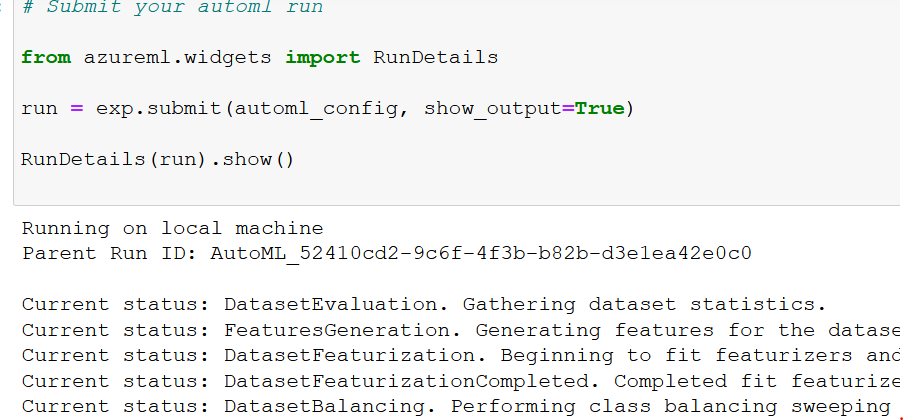 # Submit your automl run
from azureml.widgets import RunDetails
run = exp.submit(automl_config, show_output=True)
RunDetails(run).show()
Running on local machine
Parent Run ID: AutoML_52410cd2-9c6f-4f3b-b82b-d3e1ea42e0c0
Current status: DatasetEvaluation. Gathering dataset statistics.
Current status: FeaturesGeneration. Generating features for the datase
Current status: DatasetFeaturization. Beginning to fit featurizers and
Current status: DatasetFeaturizationCompleted. Completed fit featurize
Current status: DatasetBalancing. Performing class balancing sweeping